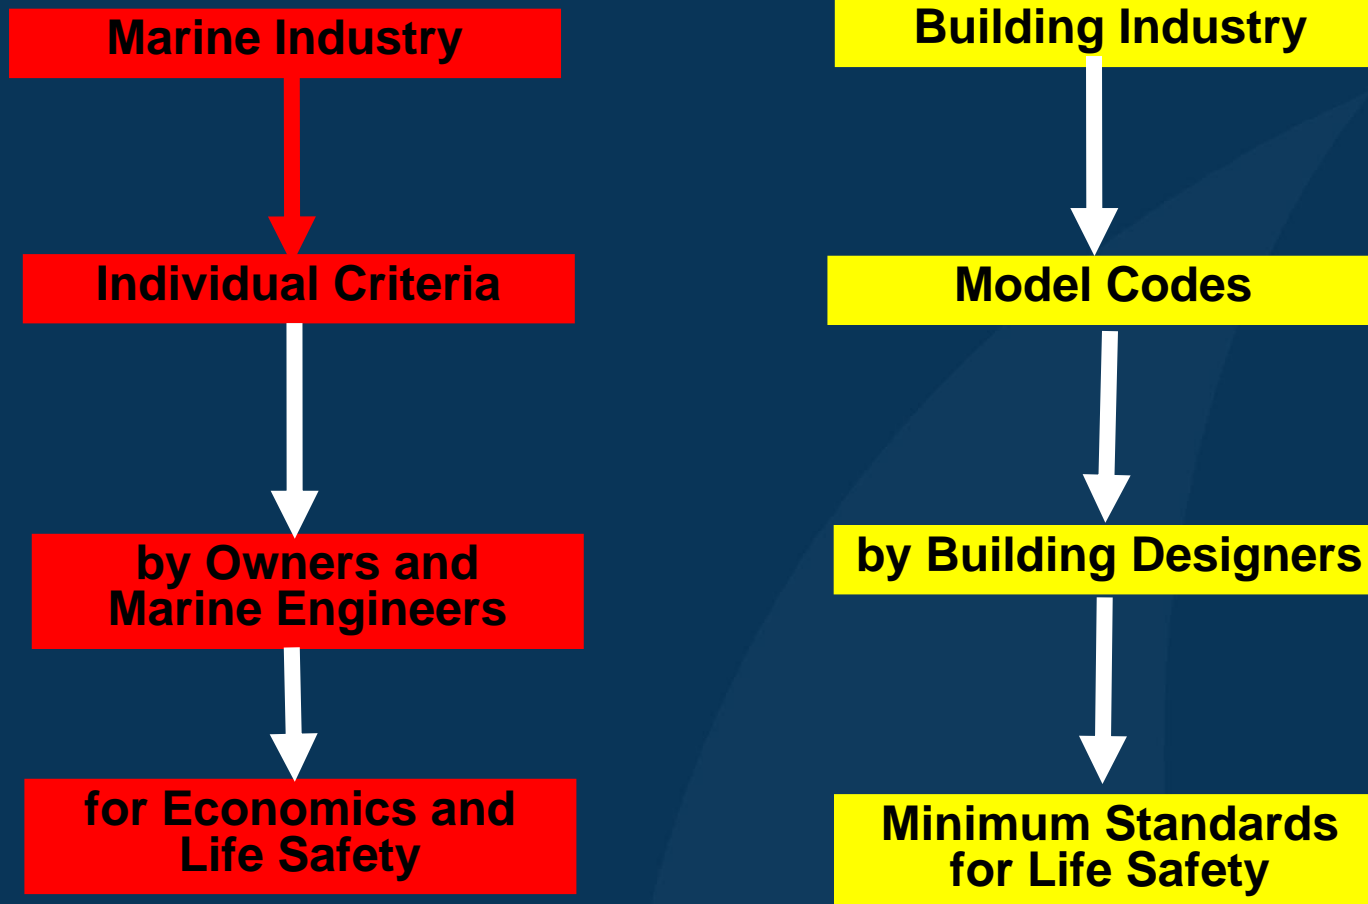 Marine Industry
Individual Criteria
by Owners and
Marine Engineers
for Economics and
Life Safety
Building Industry
Model Codes
by Building Designers
Minimum Standards
for Life Safety